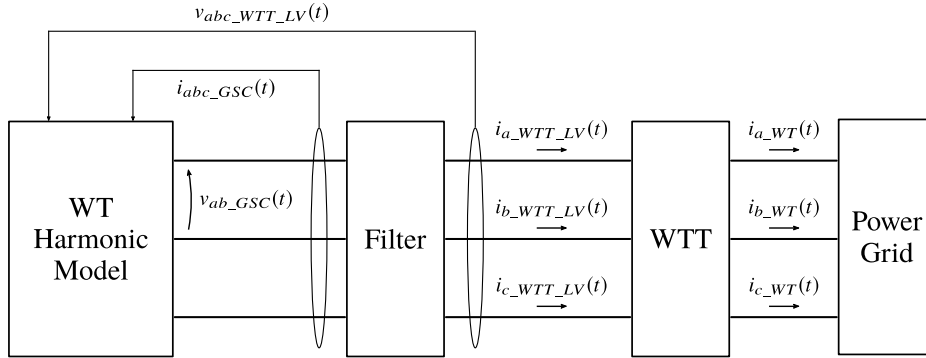 v_abc_WTT_LV(t)
i_abc_GSC(t)
i_a_WTT_LV(t)
i_a_WT(t)
v_ab_GSC(t)
WT
Harmonic
Model
Filter
i_b_WTT_LV(t)
WTT
i_b_WT(t)
Power
Grid
i_c_WTT_LV(t)
i_c_WT(t)